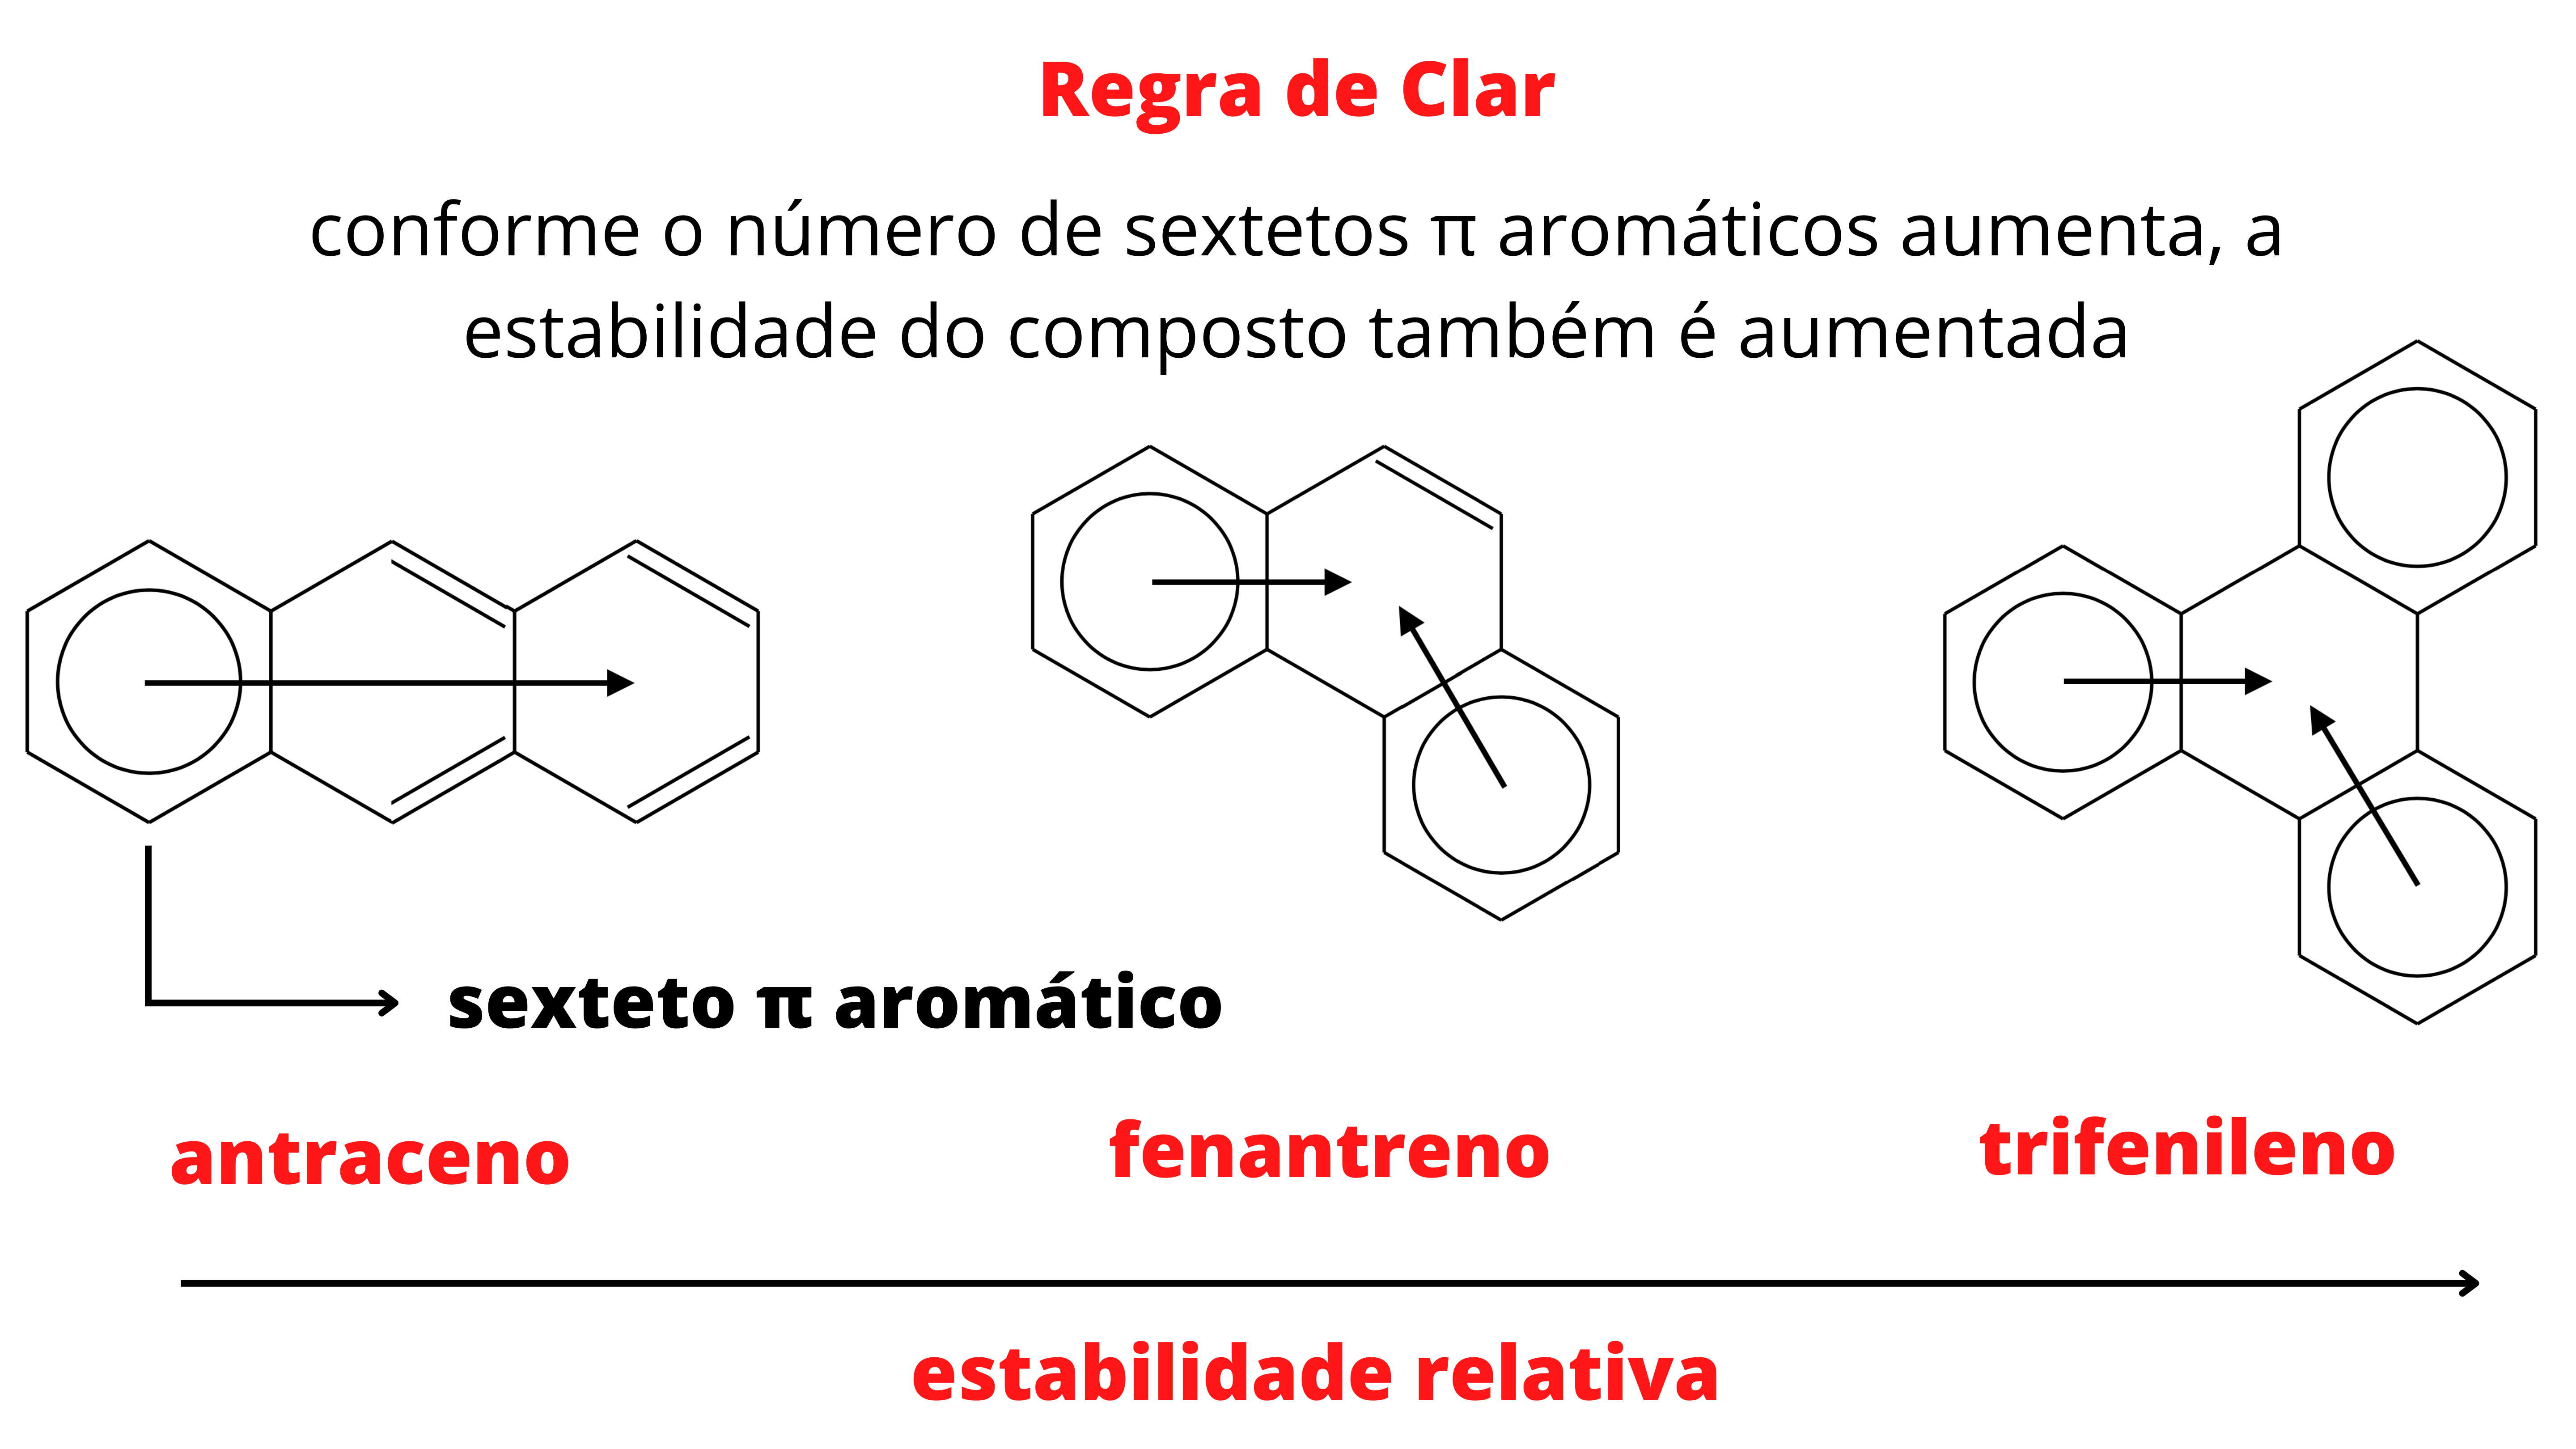 Regra de Clar
conforme o número de sextetos π aromáticos aumenta, a
estabilidade do composto também é aumentada
sexteto π aromático
antraceno
fenantreno
trifenileno
estabilidade relativa